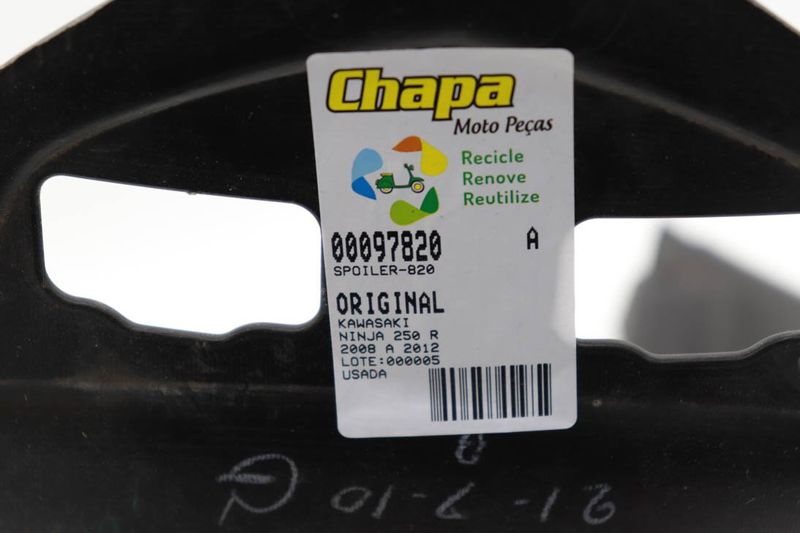 Chapa
Moto Peças
Recicle
Renove
Reutilize
00097820 A
SPOILER-820
ORIGINAL
KAWASAKI
NINJA 250 R
2008 A 2012
LOTE:000005
USADA